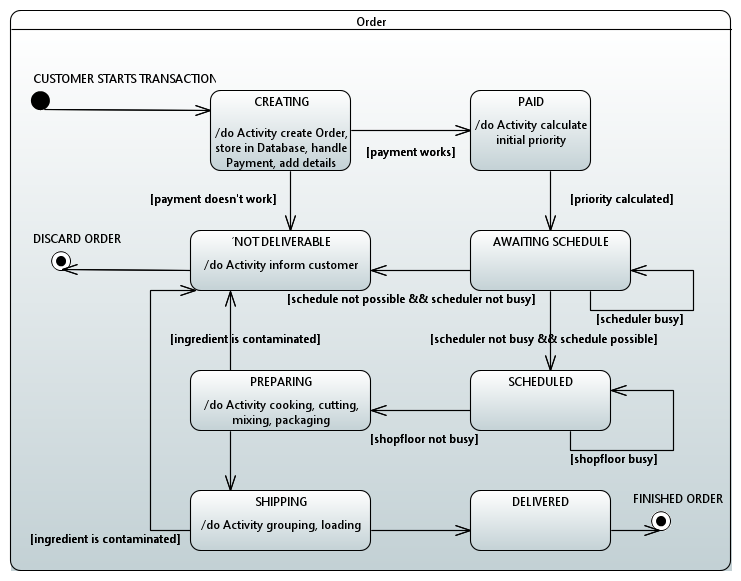 Order
CUSTOMER STARTS TRANSACTION
CREATING
/do Activity create Order,
store in Database, handle
Payment, add details
[payment works]
PAID
/do Activity calculate
initial priority
[payment doesn't work]
[priority calculated]
DISCARD ORDER
NOT DELIVERABLE
/do Activity inform customer
AWAITING SCHEDULE
[schedule not possible && scheduler not busy]
[scheduler busy]
[ingredient is contaminated]
[scheduler not busy && schedule possible]
PREPARING
/do Activity cooking, cutting,
mixing, packaging
SCHEDULED
[shopfloor not busy]
[shopfloor busy]
SHIPPING
/do Activity grouping, loading
DELIVERED
FINISHED ORDER
[ingredient is contaminated]